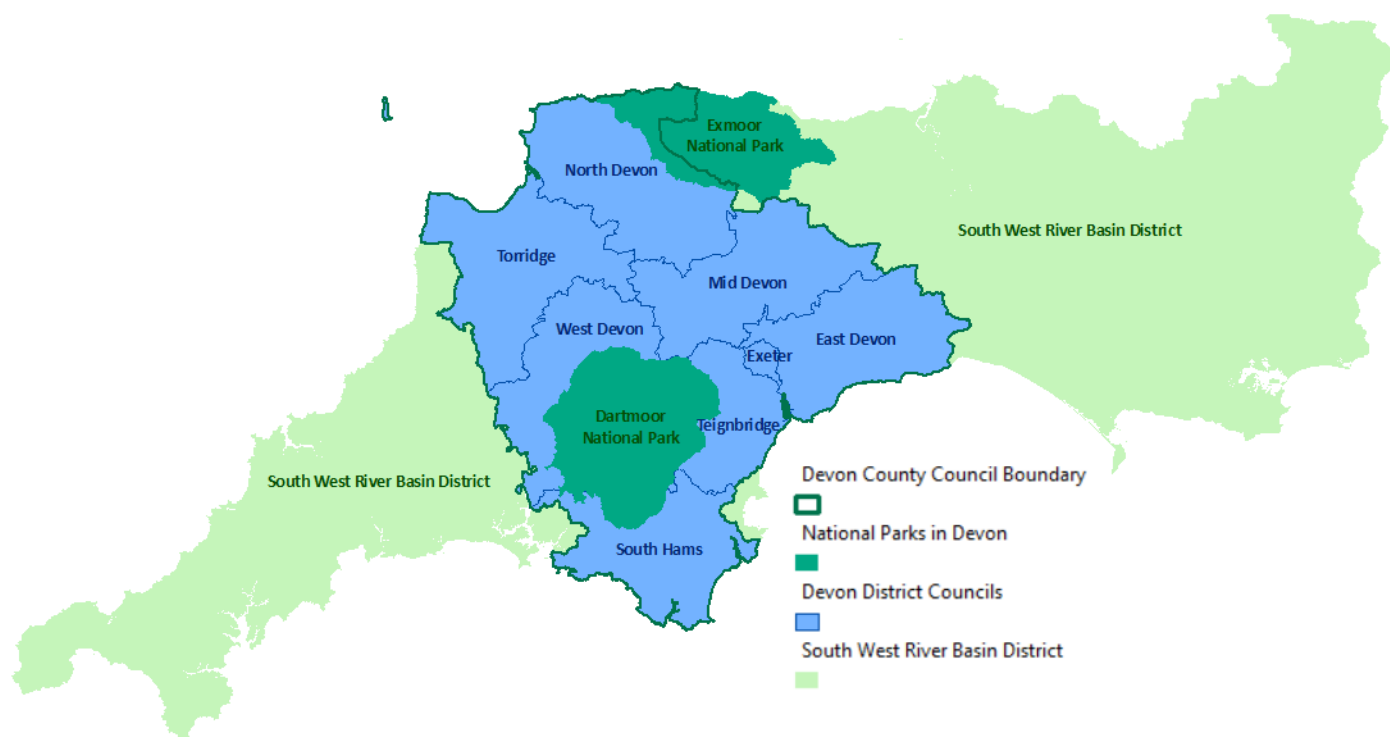 Exmoor
National Park
North Devon
South West River Basin District
Torridge
Mid Devon
West Devon
East Devon
Exeter
Dartmoor
National Park
Teignbridge
South West River Basin District
South Hams
Devon County Council Boundary
National Parks in Devon
Devon District Councils
South West River Basin District